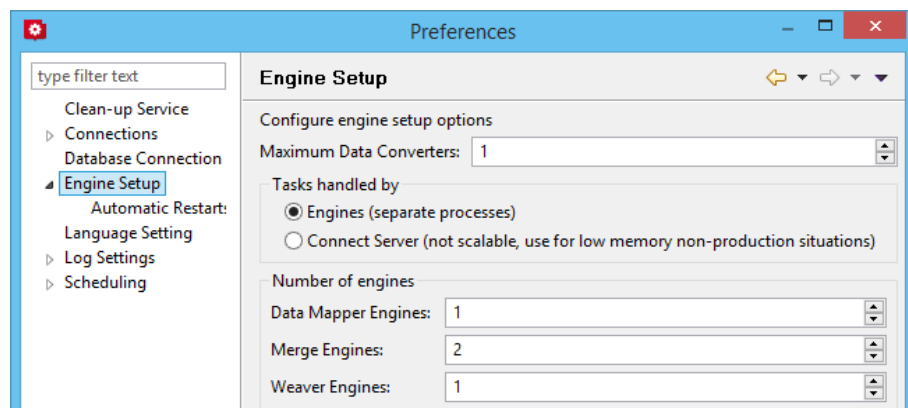 Preferences
type filter text
Clean-up Service
Connections
Database Connection
Engine Setup
Automatic Restart
Language Setting
Log Settings
Scheduling
Engine Setup
Configure engine setup options
Maximum Data Converters: 1
Tasks handled by
Engines (separate processes)
Connect Server (not scalable, use for low memory non-production situations)
Number of engines
Data Mapper Engines: 1
Merge Engines: 2
Weaver Engines: 1